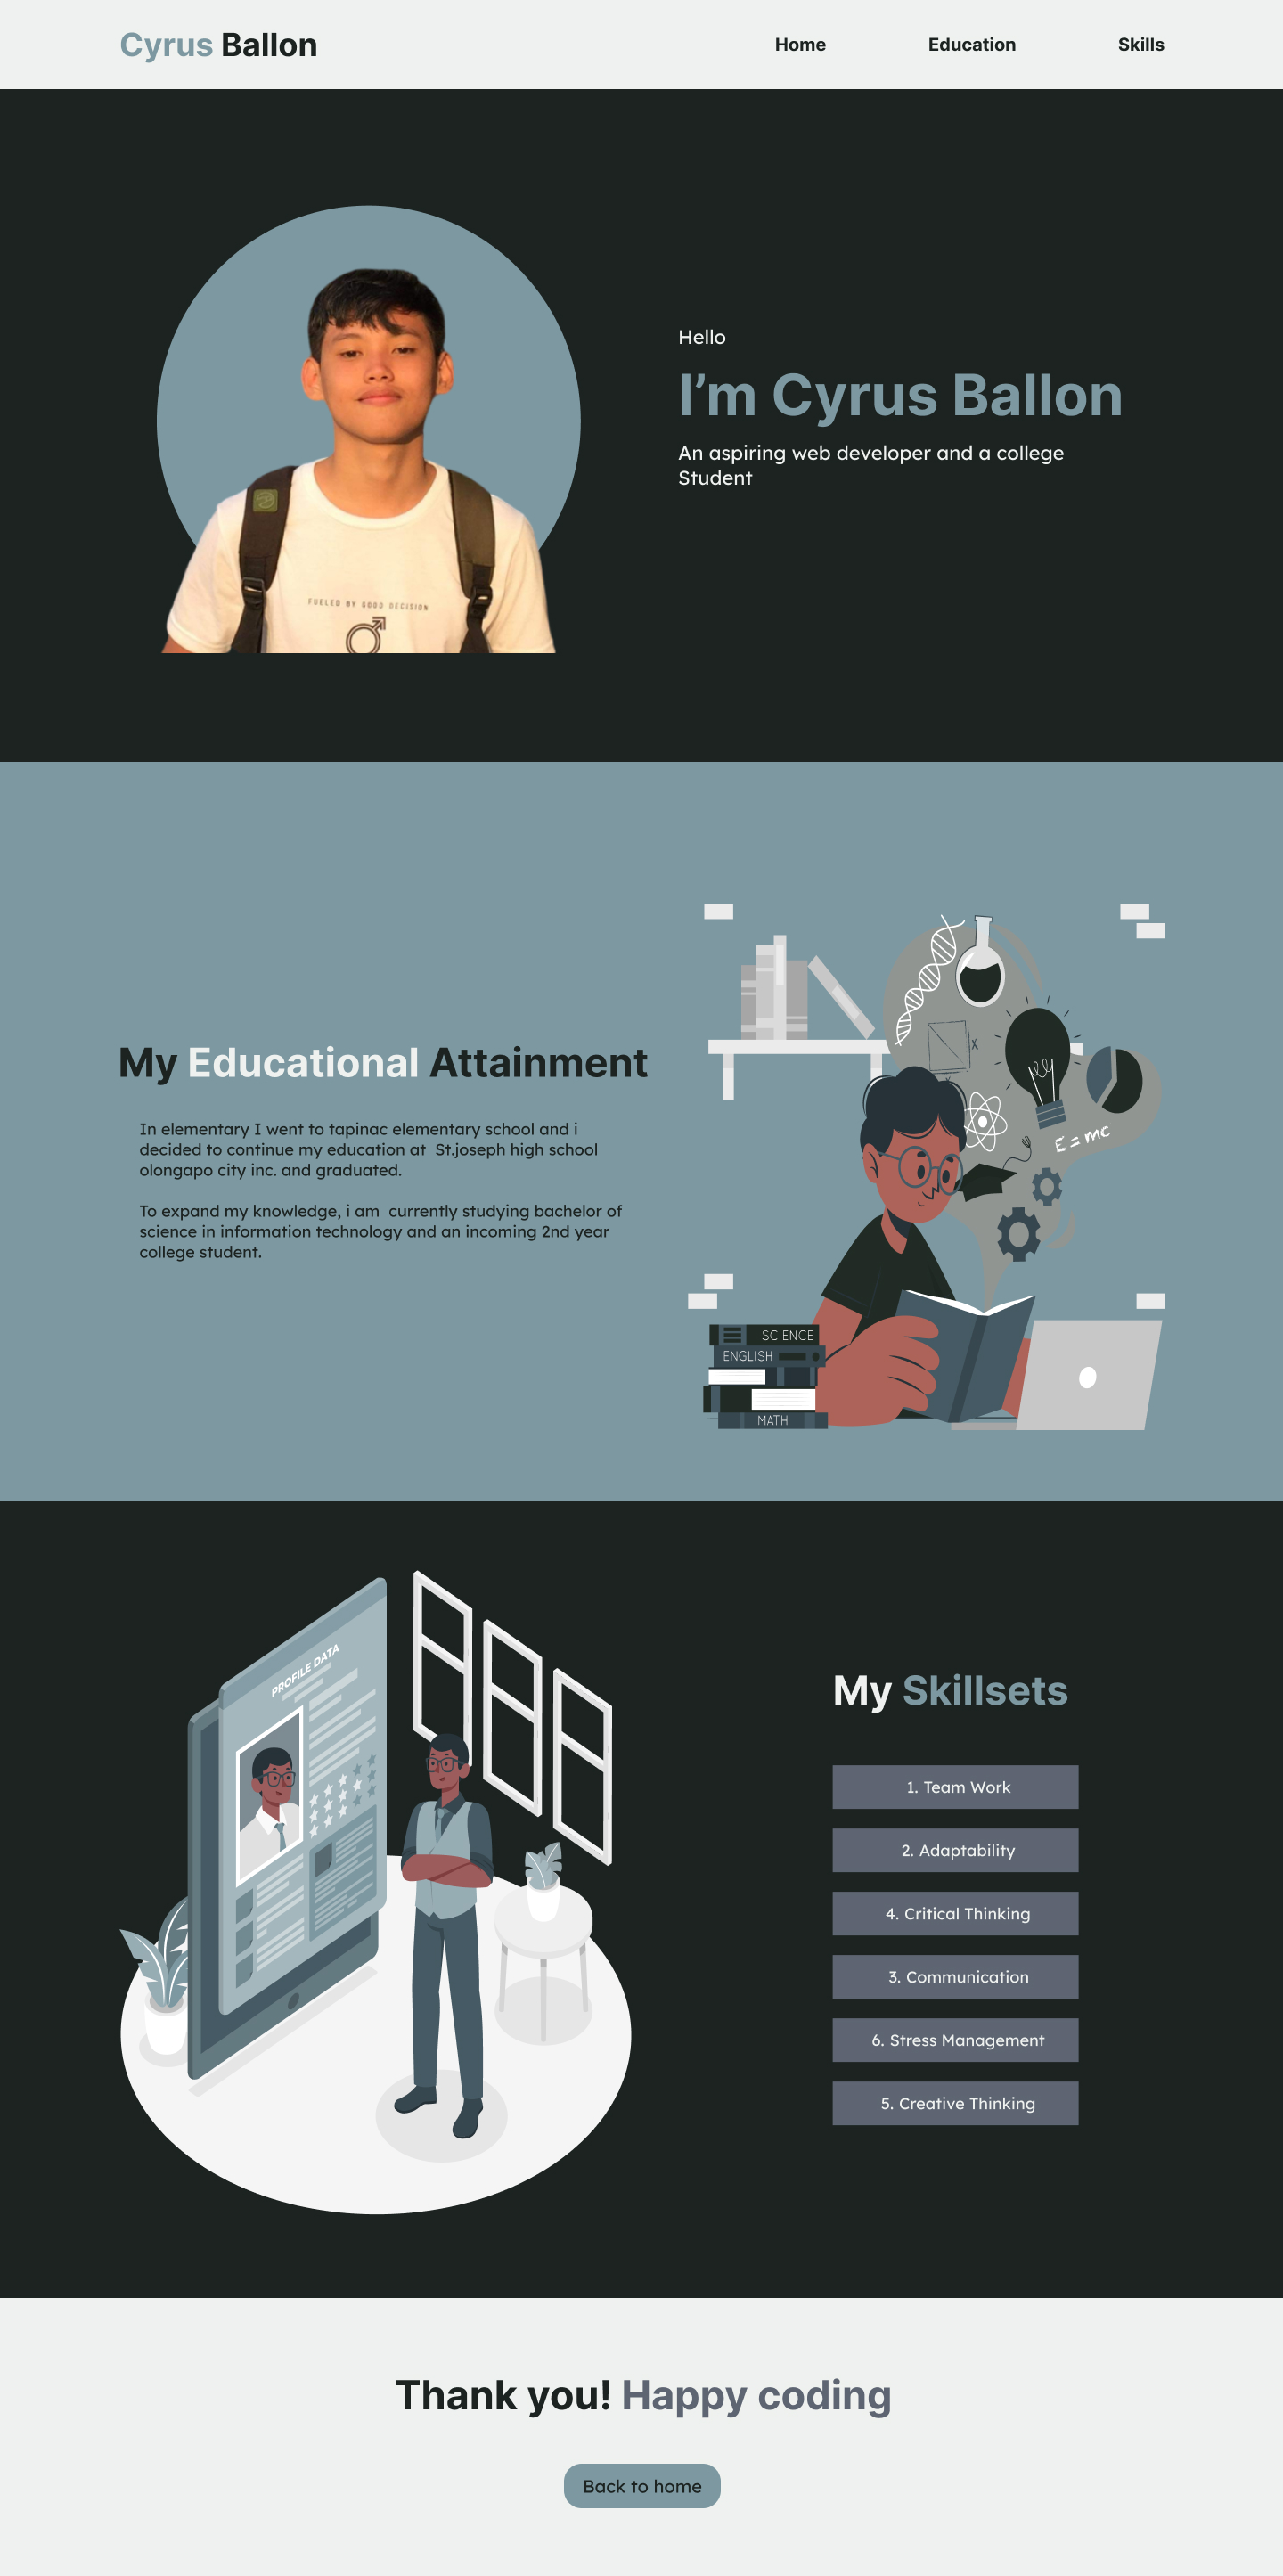 Cyrus Ballon
Home
Education
Skills
Hello
I’m Cyrus Ballon
An aspiring web developer and a college
Student
FUELED BY GOOD DECISION
My Educational Attainment
In elementary I went to tapinac elementary school and i
decided to continue my education at  St.joseph high school
olongapo city inc. and graduated.
To expand my knowledge, i am  currently studying bachelor of
science in information technology and an incoming 2nd year
college student.
E = mc
SCIENCE
ENGLISH
MATH
PROFILE DATA
My Skillsets
1. Team Work
2. Adaptability
4. Critical Thinking
3. Communication
6. Stress Management
5. Creative Thinking
Thank you! Happy coding
Back to home